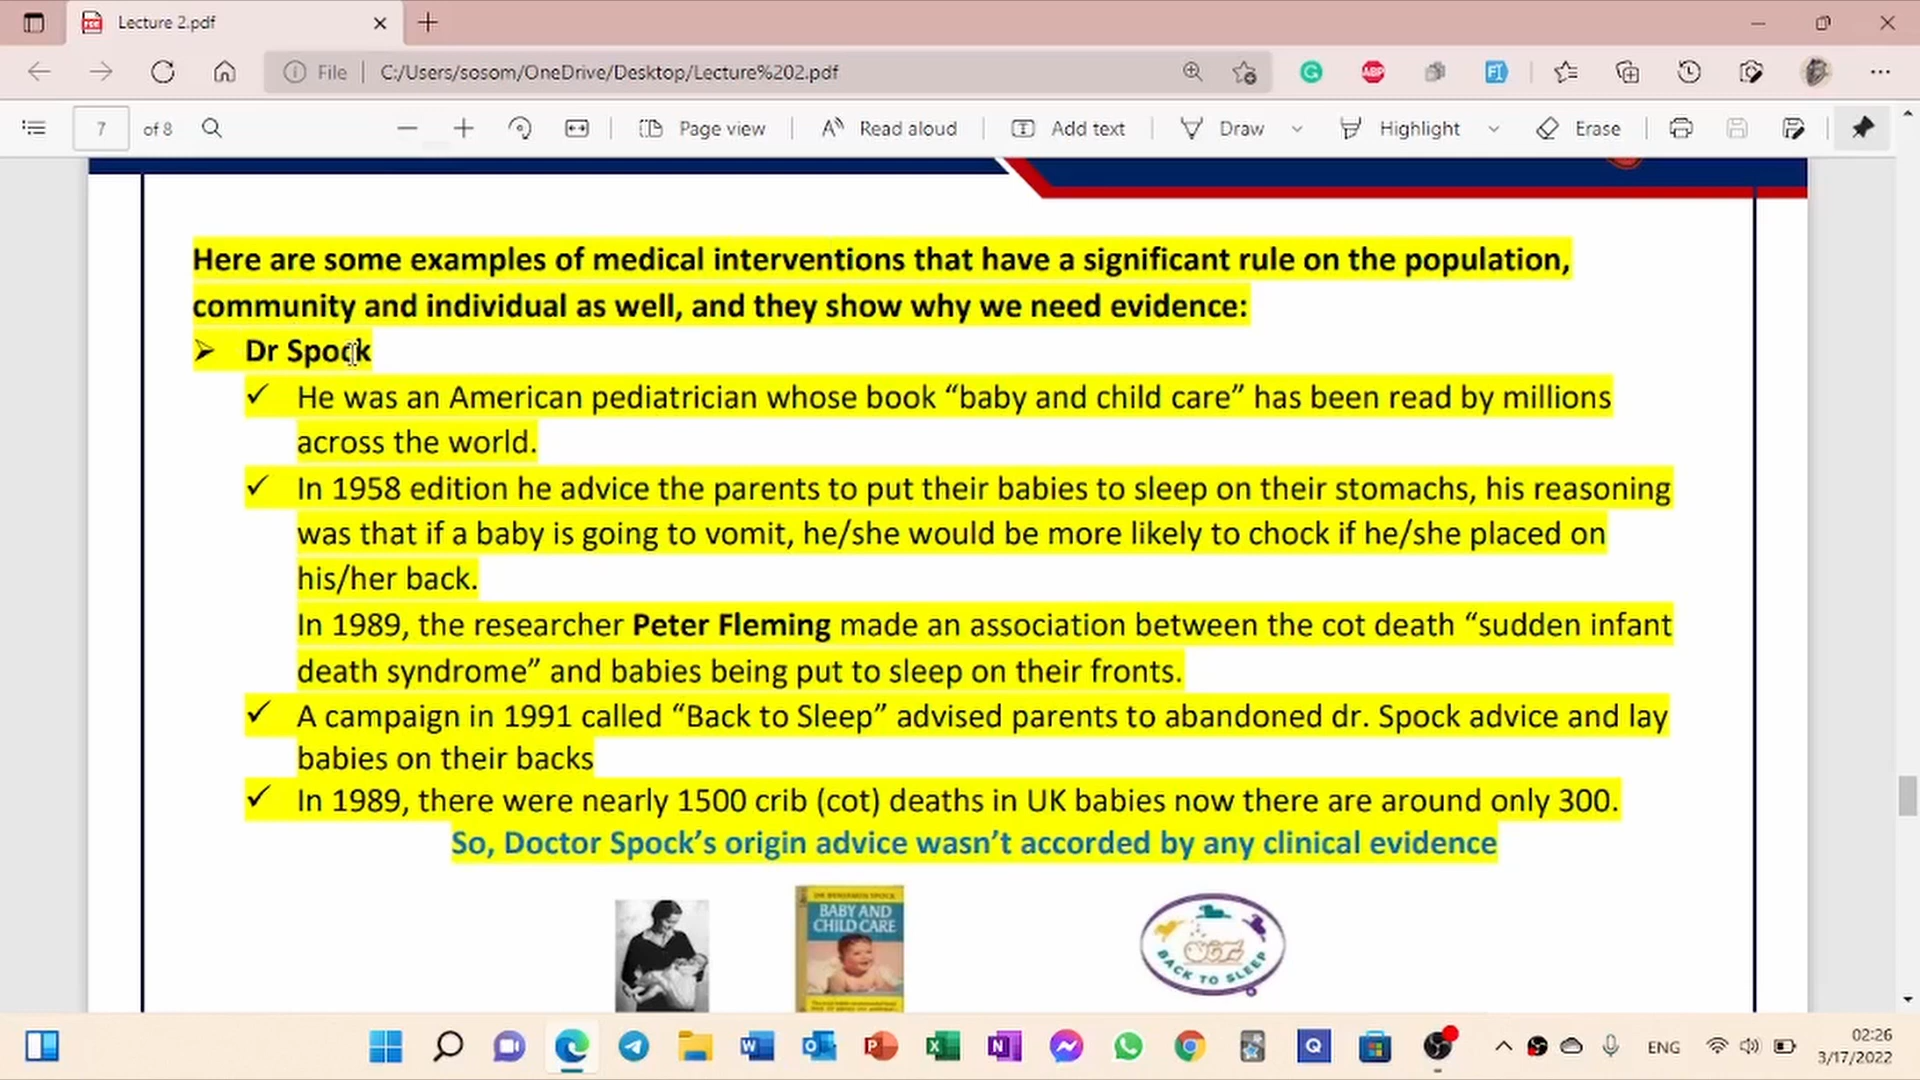 Lecture 2.pdf
File
C:/Users/sosom/OneDrive/Desktop/Lecture%202.pdf
7 of 8
Page view
Read aloud
Add text
Draw
Highlight
Erase
Here are some examples of medical interventions that have a significant rule on the population,
community and individual as well, and they show why we need evidence:
➢ Dr Spock
✓ He was an American pediatrician whose book “baby and child care” has been read by millions
across the world.
✓ In 1958 edition he advice the parents to put their babies to sleep on their stomachs, his reasoning
was that if a baby is going to vomit, he/she would be more likely to chock if he/she placed on
his/her back.
In 1989, the researcher Peter Fleming made an association between the cot death “sudden infant
death syndrome” and babies being put to sleep on their fronts.
✓ A campaign in 1991 called “Back to Sleep” advised parents to abandoned dr. Spock advice and lay
babies on their backs
✓ In 1989, there were nearly 1500 crib (cot) deaths in UK babies now there are around only 300.
So, Doctor Spock’s origin advice wasn’t accorded by any clinical evidence
DR BENJAMIN SPOCK
BABY AND
CHILD CARE
BACK TO SLEEP
ENG
02:26
3/17/2022